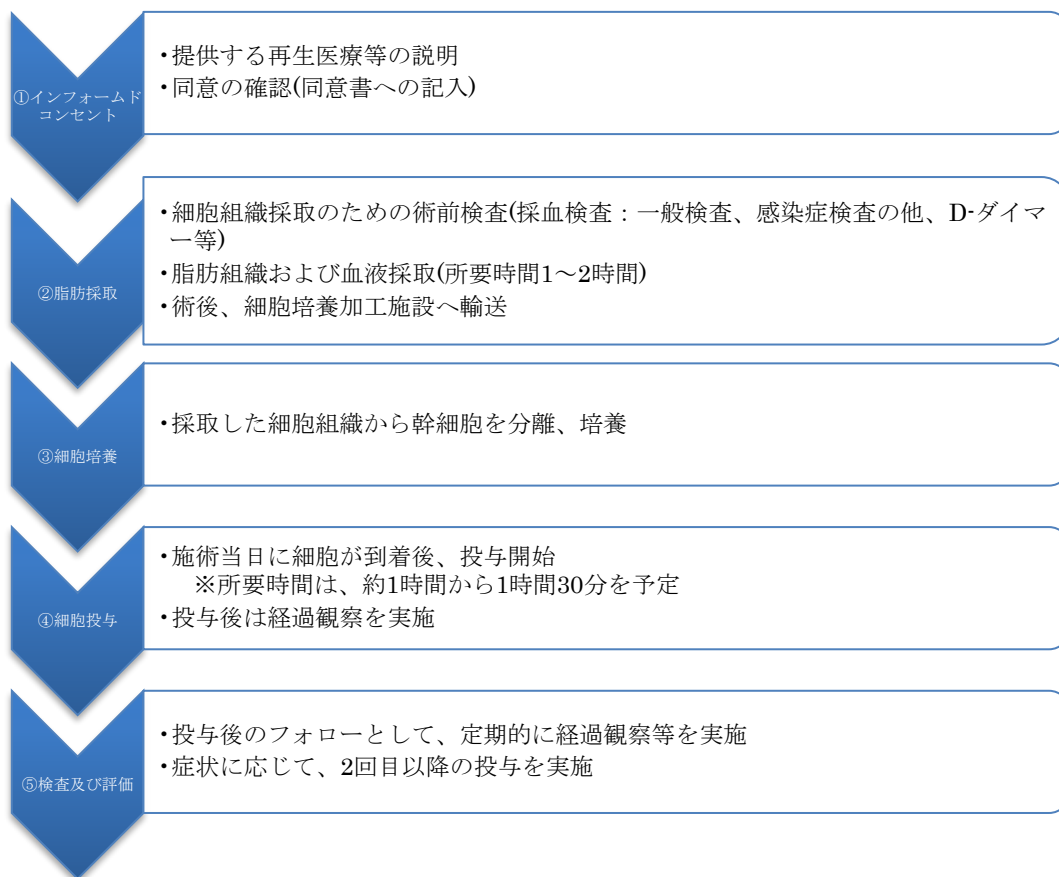 ①インフォームド
コンセント
・提供する再生医療等の説明
・同意の確認(同意書への記入)
②脂肪採取
・細胞組織採取のための術前検査(採血検査：一般検査、感染症検査の他、D-ダイマ
ー等)
・脂肪組織および血液採取(所要時間1～2時間)
・術後、細胞培養加工施設へ輸送
③細胞培養
・採取した細胞組織から幹細胞を分離、培養
④細胞投与
・施術当日に細胞が到着後、投与開始
※所要時間は、約1時間から1時間30分を予定
・投与後は経過観察を実施
⑤検査及び評価
・投与後のフォローとして、定期的に経過観察等を実施
・症状に応じて、2回目以降の投与を実施